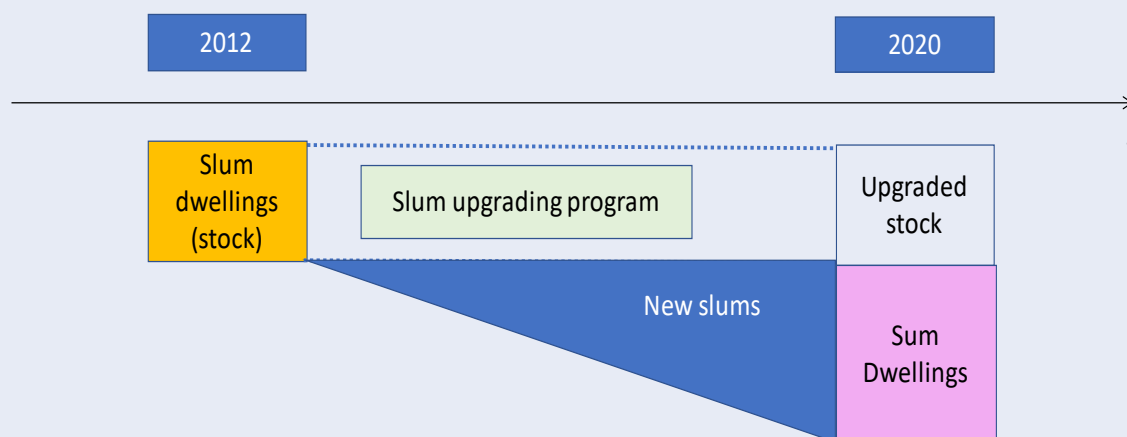 2012
2020
Slum
dwellings
(stock)
Slum upgrading program
Upgraded
stock
New slums
Sum
Dwellings